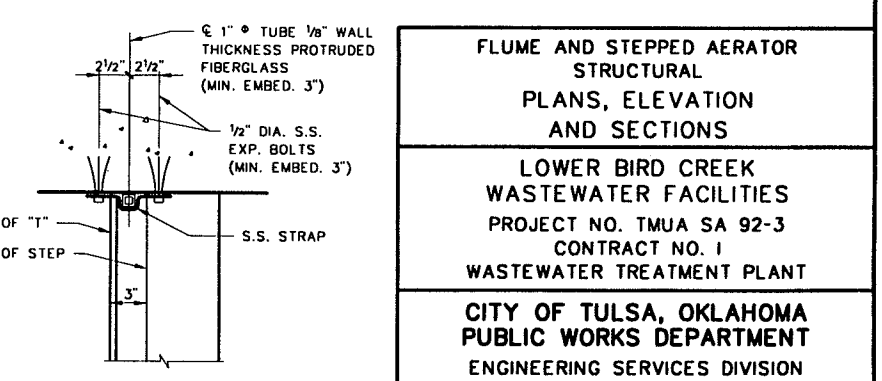 ℄ 1" Φ TUBE 1/8" WALL
THICKNESS PROTRUDED
FIBERGLASS
(MIN. EMBED. 3")
2 1/2" 2 1/2"
1/2" DIA. S.S.
EXP. BOLTS
(MIN. EMBED. 3")
OF "T"
S.S. STRAP
OF STEP
3"
FLUME AND STEPPED AERATOR
STRUCTURAL
PLANS, ELEVATION
AND SECTIONS
LOWER BIRD CREEK
WASTEWATER FACILITIES
PROJECT NO. TMUA SA 92-3
CONTRACT NO. I
WASTEWATER TREATMENT PLANT
CITY OF TULSA, OKLAHOMA
PUBLIC WORKS DEPARTMENT
ENGINEERING SERVICES DIVISION